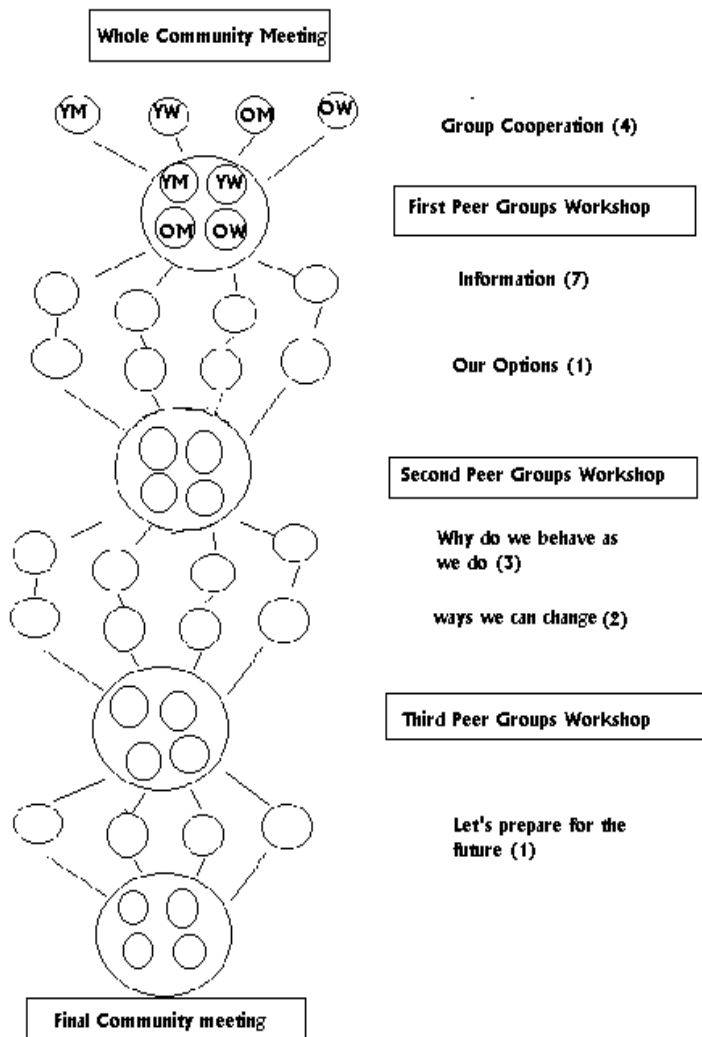 Whole Community Meeting
YM YW OM OW
Group Cooperation (4)
YM YW
First Peer Groups Workshop
OM OW
Information (7)
Our Options (1)
Second Peer Groups Workshop
Why do we behave as
we do (3)
ways we can change (2)
Third Peer Groups Workshop
Let's prepare for the
future (1)
Final Community meeting